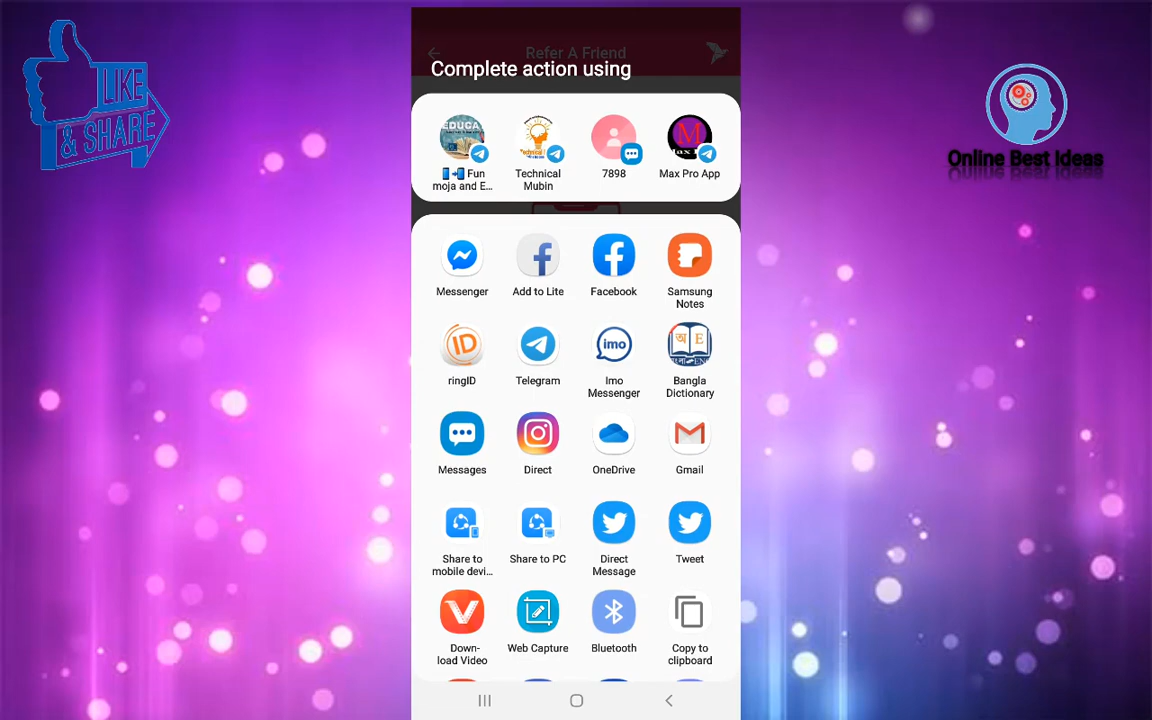 LIKE
& SHARE
Refer A Friend
Complete action using
EDUCA
Fun
moja and E...
Technical
Mubin
7898
M
Max Pro App
Online Best Ideas
Messenger
Add to Lite
Facebook
Samsung
Notes
ID
ringID
Telegram
imo
Imo
Messenger
অ E
Bangla
Dictionary
Messages
Direct
OneDrive
Gmail
Share to
mobile devi...
Share to PC
Direct
Message
Tweet
Down-
load Video
Web Capture
Bluetooth
Copy to
clipboard